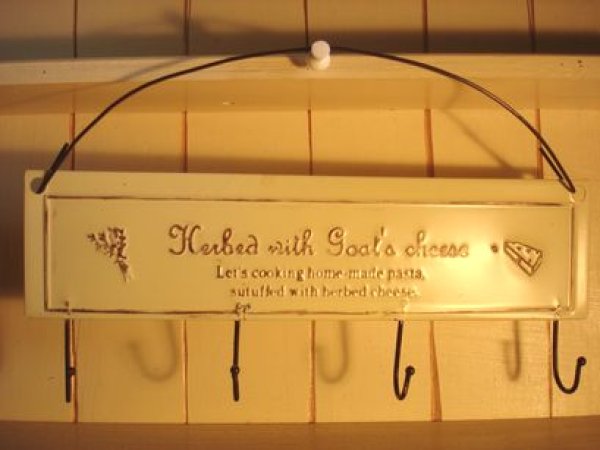 Herbed with Goat's cheese
Let's cooking home-made pasta,
sutuffed with herbed cheese.